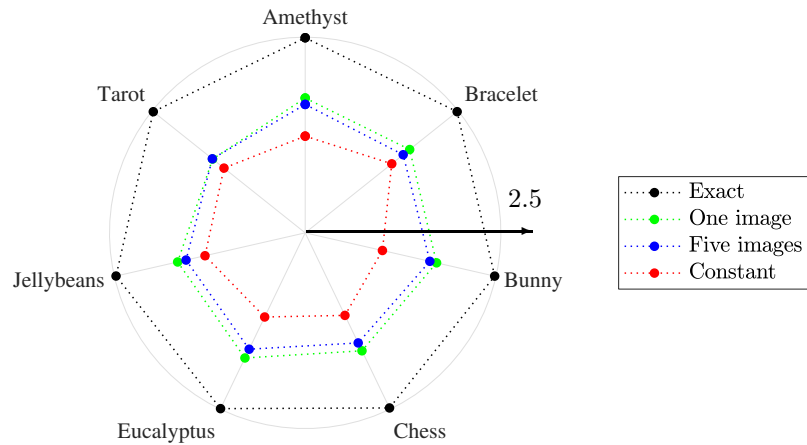 Amethyst
Tarot
Bracelet
2.5
Exact
One image
Five images
Constant
Jellybeans
Bunny
Eucalyptus
Chess